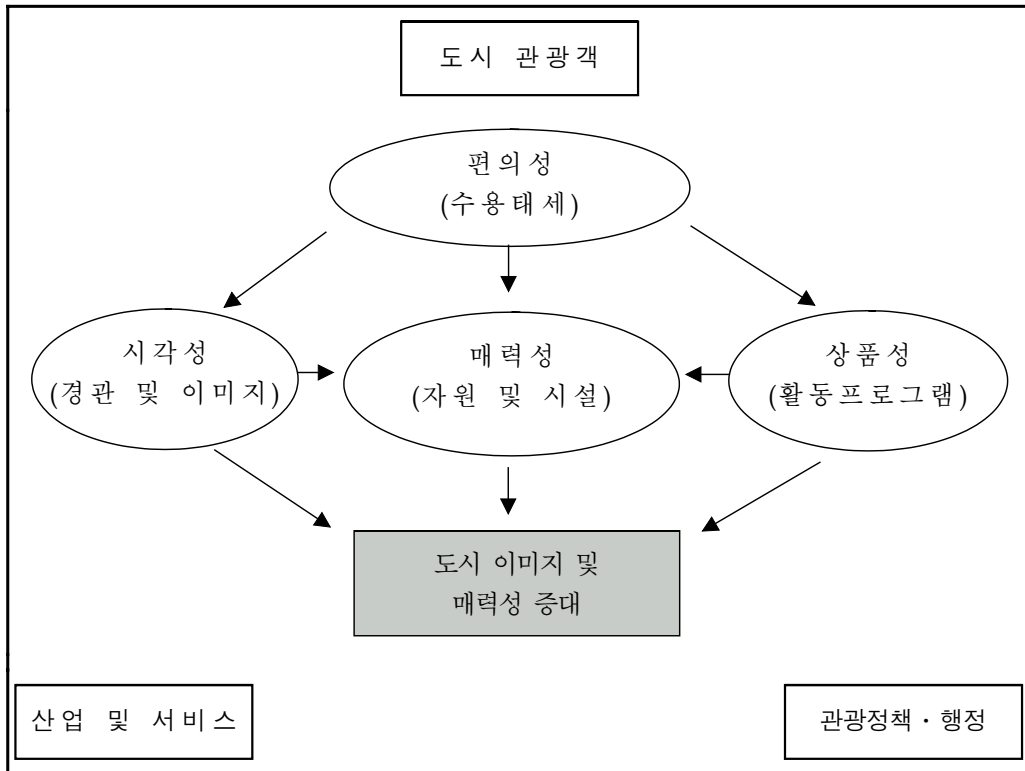 도시 관광객
편의성
(수용태세)
시각성
(경관 및 이미지)
매력성
(자원 및 시설)
상품성
(활동프로그램)
도시 이미지 및
매력성 증대
산업 및 서비스
관광정책·행정